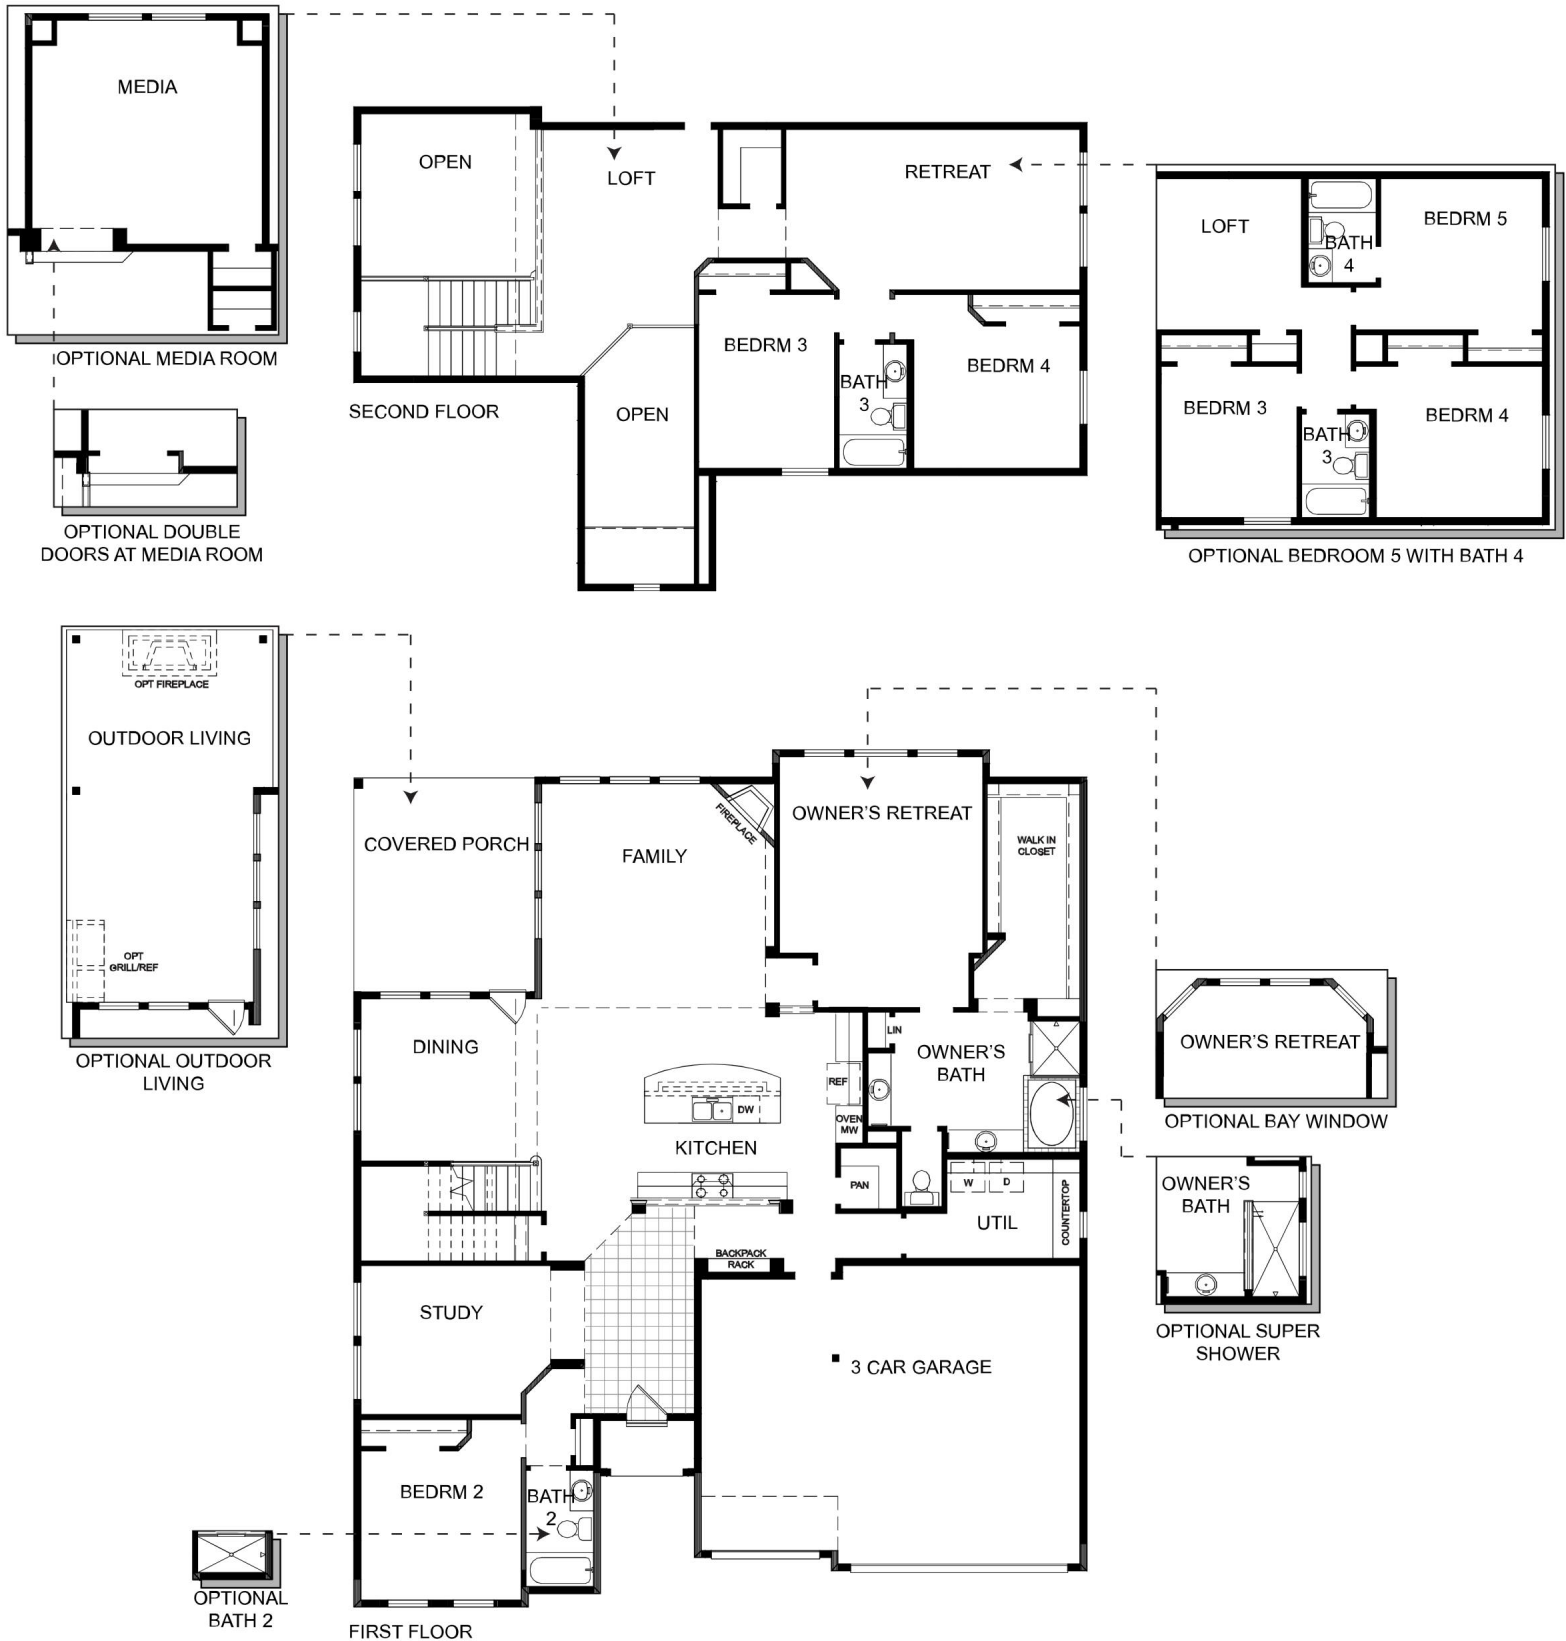 MEDIA
OPTIONAL MEDIA ROOM
OPTIONAL DOUBLE
DOORS AT MEDIA ROOM
OPEN
LOFT
RETREAT
BEDRM 3
BATH
3
BEDRM 4
OPEN
SECOND FLOOR
LOFT
BATH
4
BEDRM 5
BEDRM 3
BATH
3
BEDRM 4
OPTIONAL BEDROOM 5 WITH BATH 4
OPT FIREPLACE
OUTDOOR LIVING
OPT
GRILL/REF
OPTIONAL OUTDOOR
LIVING
COVERED PORCH
FAMILY
FIREPLACE
OWNER'S RETREAT
WALK IN
CLOSET
DINING
LIN
OWNER'S
BATH
REF
DW
OVEN
MW
KITCHEN
PAN
W
D
UTIL
COUNTERTOP
BACKPACK
RACK
STUDY
3 CAR GARAGE
BEDRM 2
BATH
2
FIRST FLOOR
OWNER'S RETREAT
OPTIONAL BAY WINDOW
OWNER'S
BATH
OPTIONAL SUPER
SHOWER
OPTIONAL
BATH 2